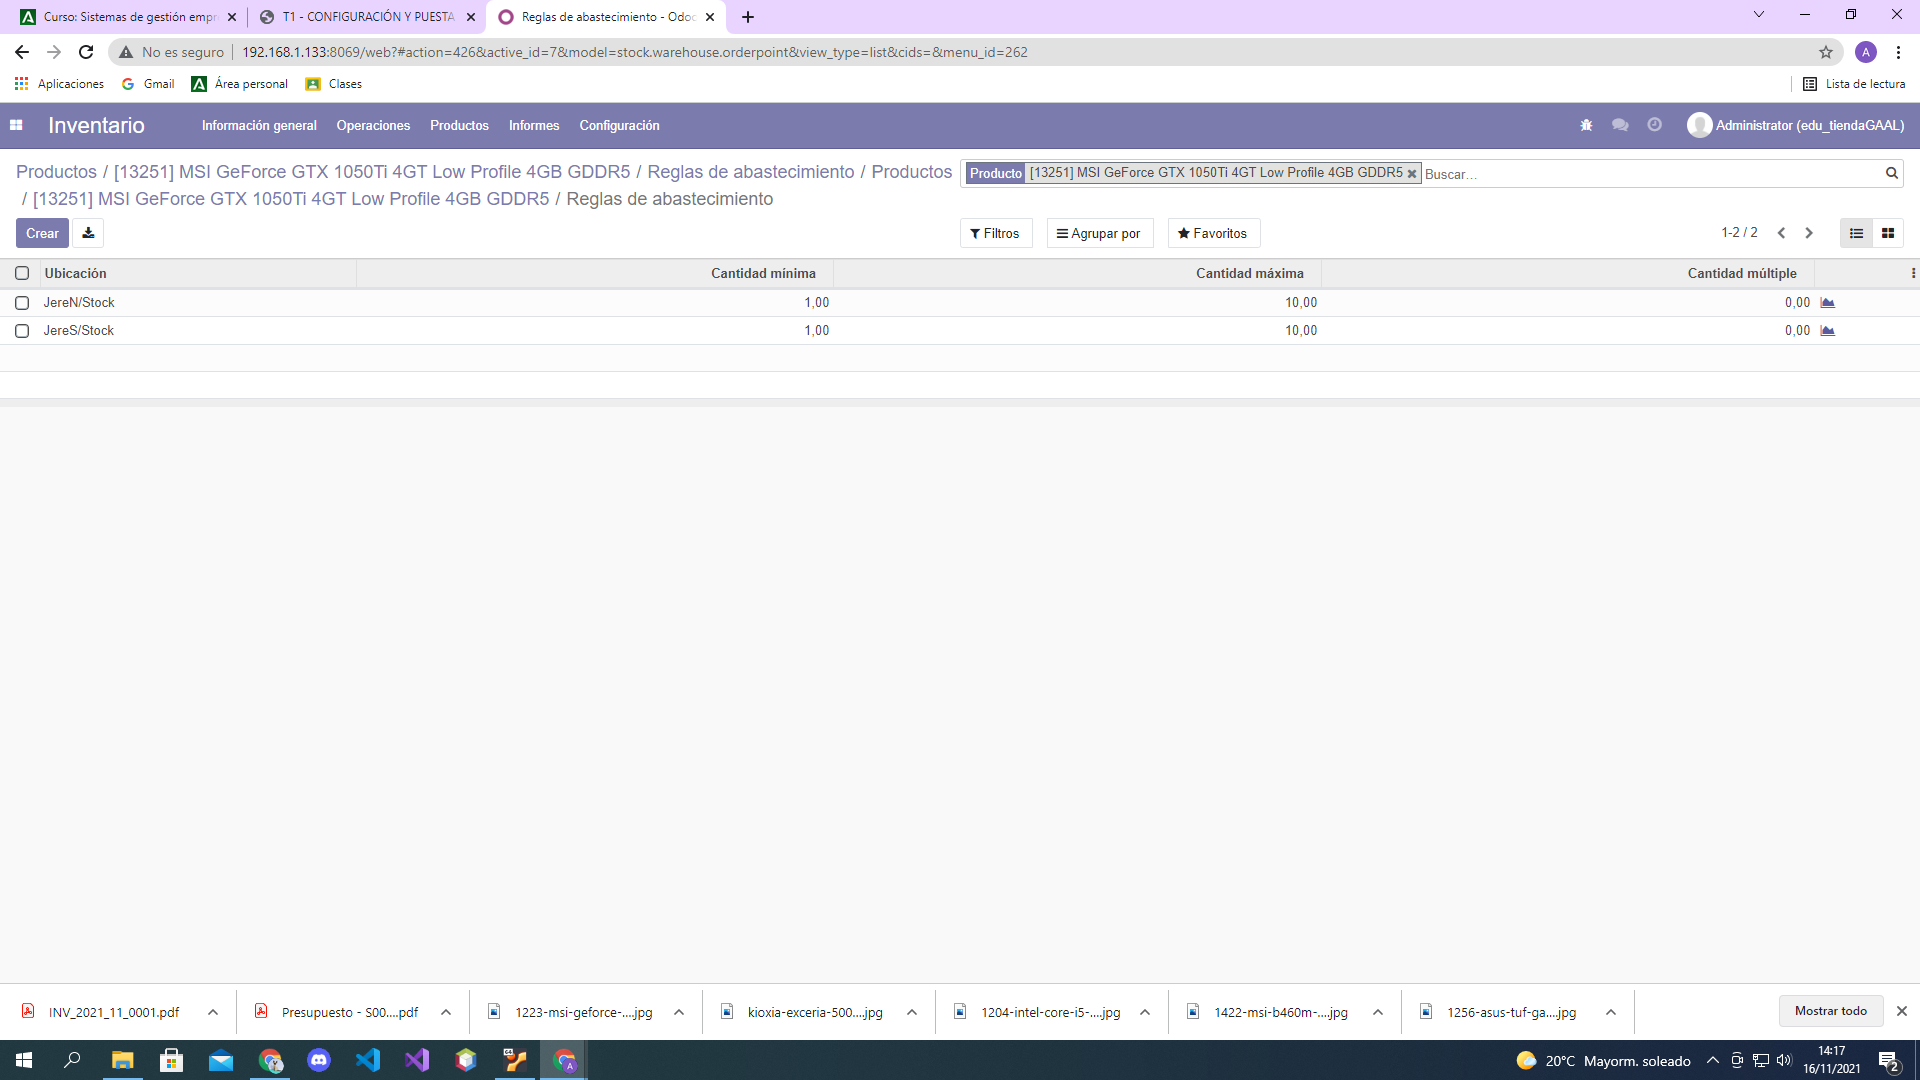 Curso: Sistemas de gestión empr
T1 - CONFIGURACIÓN Y PUESTA
Reglas de abastecimiento - Odoo
No es seguro
192.168.1.133:8069/web?#action=426&active_id=7&model=stock.warehouse.orderpoint&view_type=list&cids=&menu_id=262
A
Aplicaciones Gmail Área personal Clases Lista de lectura
Inventario Información general Operaciones Productos Informes Configuración Administrator (edu_tiendaGAAL)
Productos / [13251] MSI GeForce GTX 1050Ti 4GT Low Profile 4GB GDDR5 / Reglas de abastecimiento / Productos
/ [13251] MSI GeForce GTX 1050Ti 4GT Low Profile 4GB GDDR5 / Reglas de abastecimiento
Producto [13251] MSI GeForce GTX 1050Ti 4GT Low Profile 4GB GDDR5 Buscar...
Crear Filtros Agrupar por Favoritos 1-2 / 2
Ubicación Cantidad mínima Cantidad máxima Cantidad múltiple
JereN/Stock 1,00 10,00 0,00
JereS/Stock 1,00 10,00 0,00
INV_2021_11_0001.pdf
Presupuesto - S00....pdf
1223-msi-geforce-....jpg
kioxia-exceria-500....jpg
1204-intel-core-i5-....jpg
1422-msi-b460m-....jpg
1256-asus-tuf-ga....jpg
Mostrar todo
20°C Mayorm. soleado
14:17
16/11/2021
2